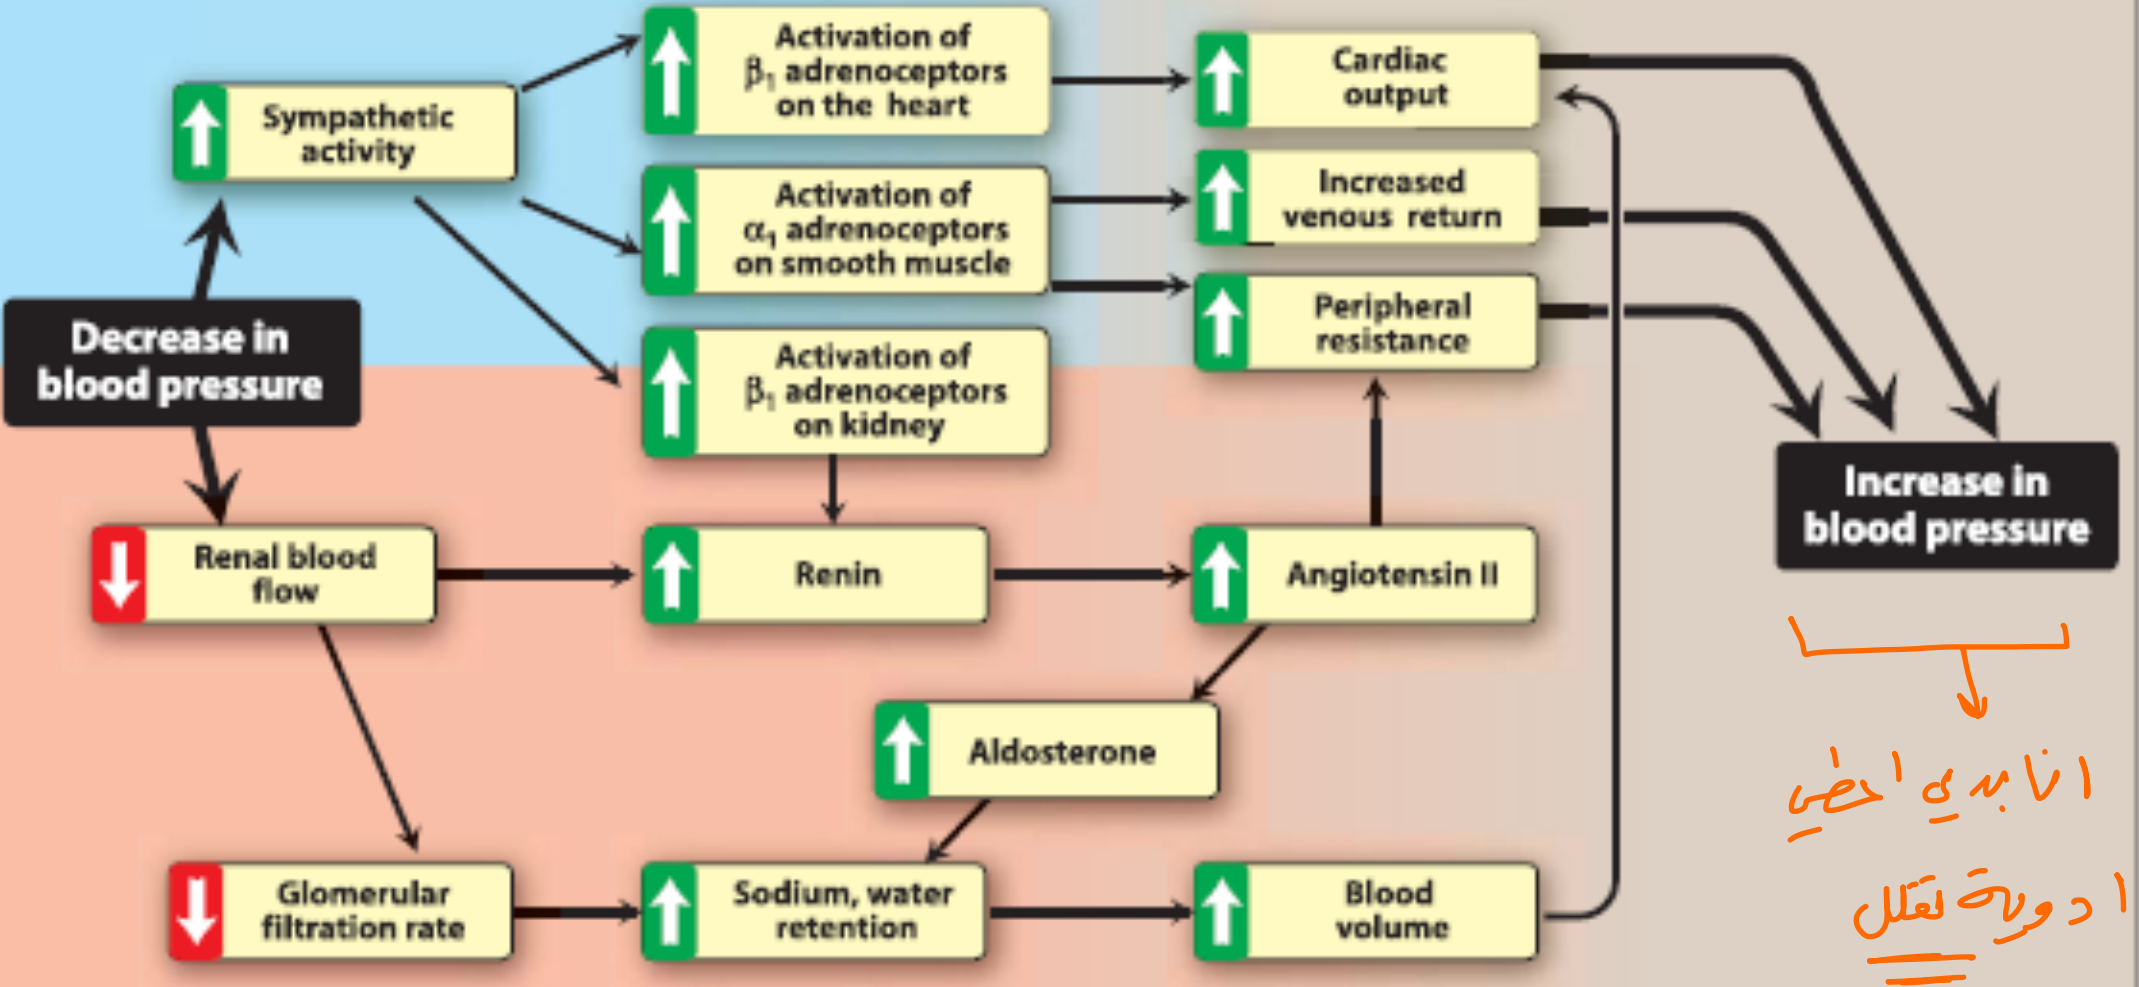 Activation of
β1 adrenoceptors
on the heart
Cardiac
output
Sympathetic
activity
Increased
venous return
Activation of
α1 adrenoceptors
on smooth muscle
Peripheral
resistance
Decrease in
blood pressure
Activation of
β1 adrenoceptors
on kidney
Increase in
blood pressure
Renal blood
flow
Renin
Angiotensin II
Aldosterone
انا بدي احطي
ادوية تقلل
Glomerular
filtration rate
Sodium, water
retention
Blood
volume